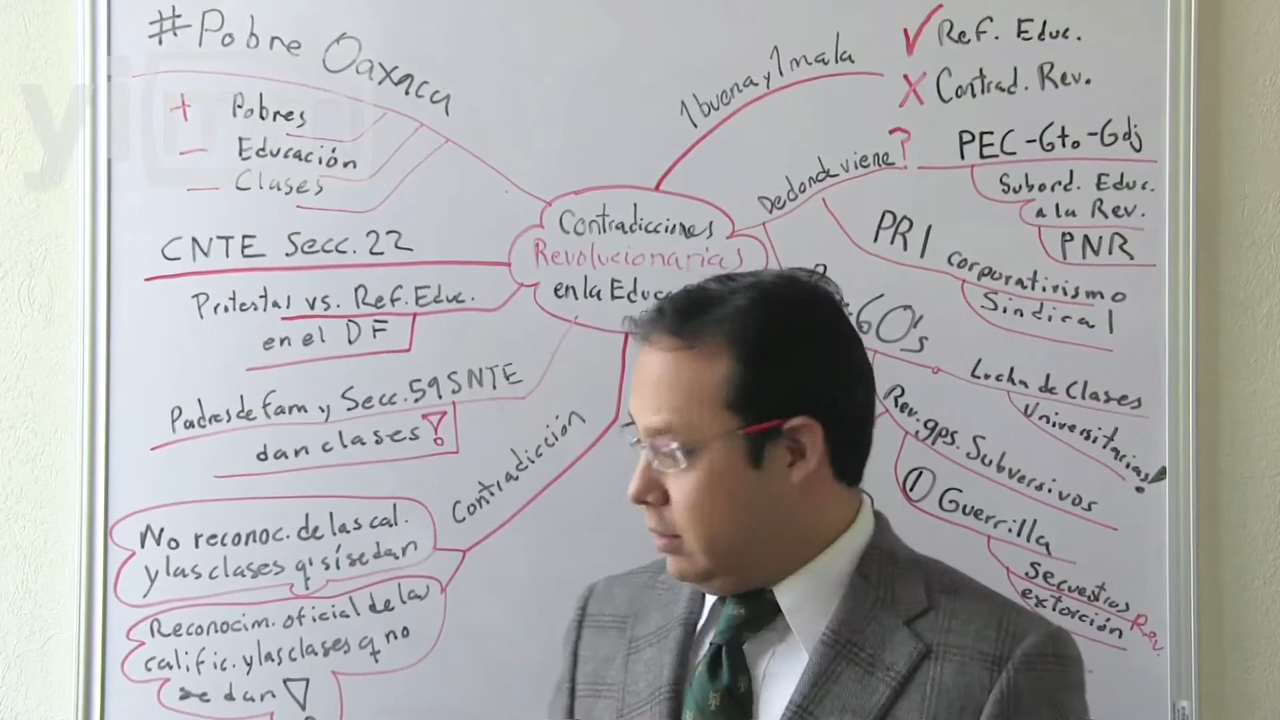 #Pobre Oaxaca
+ Pobres
- Educación
- Clases
CNTE Secc. 22
Protestas vs. Ref. Educ.
en el DF
Padres de fam y Secc. 59 SNTE
dan clases!
Contradicción
No reconoc. de las cal.
y las clases q' sí se dan
Reconocim. oficial de las
calific. y las clases q no
se dan
Contradicciones
Revolucionarias
en la Educ
1 buena y 1 mala
✓ Ref. Educ.
X Contrad. Rev.
De donde viene?
PEC-Gto-Gdj
Subord. Educ.
a la Rev.
PNR
PRI corporativismo
Sindical
60's
Lucha de Clases
Universitarias!
Rev. gps. Subversivos
① Guerrilla
Secuestros
extorción Rev.